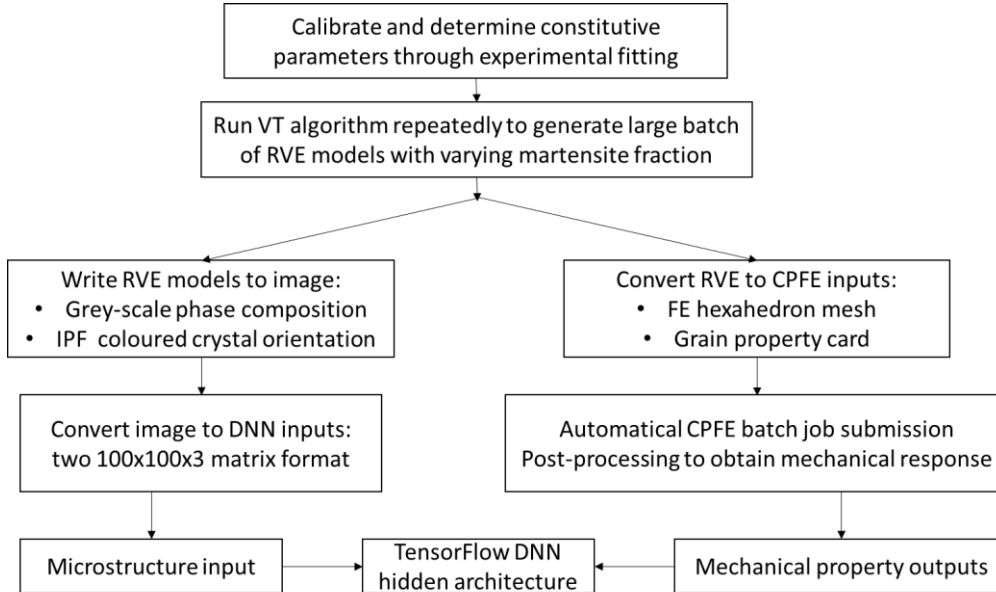 Calibrate and determine constitutive
parameters through experimental fitting
Run VT algorithm repeatedly to generate large batch
of RVE models with varying martensite fraction
Write RVE models to image:
• Grey-scale phase composition
• IPF coloured crystal orientation
Convert RVE to CPFE inputs:
• FE hexahedron mesh
• Grain property card
Convert image to DNN inputs:
two 100x100x3 matrix format
Automatical CPFE batch job submission
Post-processing to obtain mechanical response
Microstructure input
TensorFlow DNN
hidden architecture
Mechanical property outputs